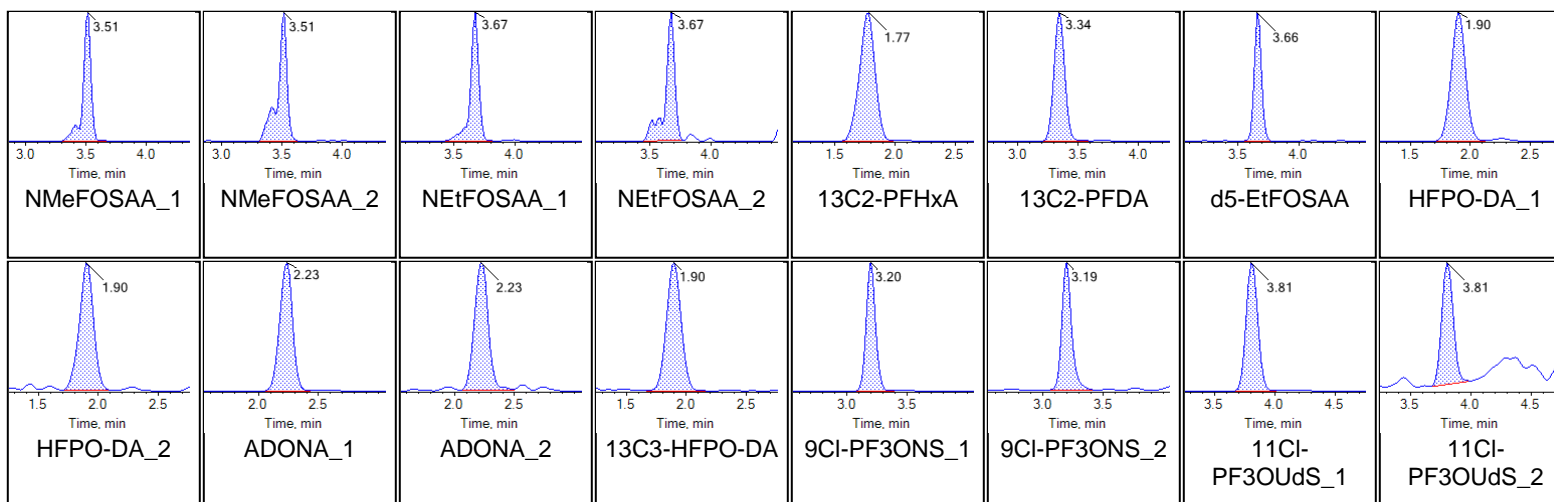 3.51 3.51 3.67 3.67 1.77 3.34 3.66 1.90
3.0 3.5 4.0 3.0 3.5 4.0 3.5 4.0 3.5 4.0 1.5 2.0 2.5 3.0 3.5 4.0 3.5 4.0 1.5 2.0 2.5
Time, min Time, min Time, min Time, min Time, min Time, min Time, min Time, min
NMeFOSAA_1 NMeFOSAA_2 NEtFOSAA_1 NEtFOSAA_2 13C2-PFHxA 13C2-PFDA d5-EtFOSAA HFPO-DA_1
1.90 2.23 2.23 1.90 3.20 3.19 3.81 3.81
1.5 2.0 2.5 2.0 2.5 2.0 2.5 1.5 2.0 2.5 3.0 3.5 3.0 3.5 3.5 4.0 4.5 3.5 4.0 4.5
Time, min Time, min Time, min Time, min Time, min Time, min Time, min Time, min
HFPO-DA_2 ADONA_1 ADONA_2 13C3-HFPO-DA 9Cl-PF3ONS_1 9Cl-PF3ONS_2 11Cl- 11Cl-
PF3OUdS_1 PF3OUdS_2